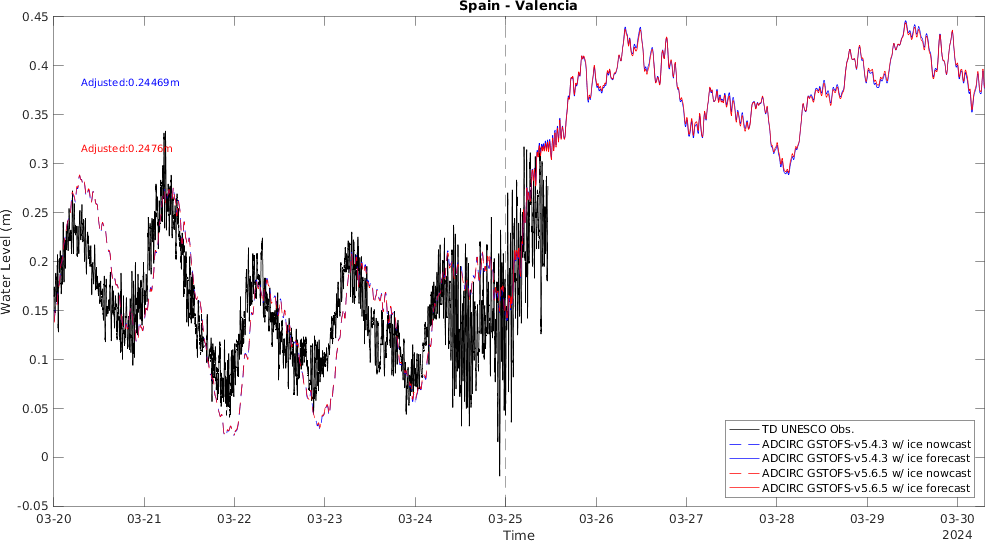 Spain - Valencia
0.45
0.4
0.35
0.3
0.25
0.2
0.15
0.1
0.05
0
-0.05
Water Level (m)
Adjusted:0.24469m
Adjusted:0.2476m
TD UNESCO Obs.
ADCIRC GSTOFS-v5.4.3 w/ ice nowcast
ADCIRC GSTOFS-v5.4.3 w/ ice forecast
ADCIRC GSTOFS-v5.6.5 w/ ice nowcast
ADCIRC GSTOFS-v5.6.5 w/ ice forecast
03-20 03-21 03-22 03-23 03-24 03-25 03-26 03-27 03-28 03-29 03-30
Time
2024